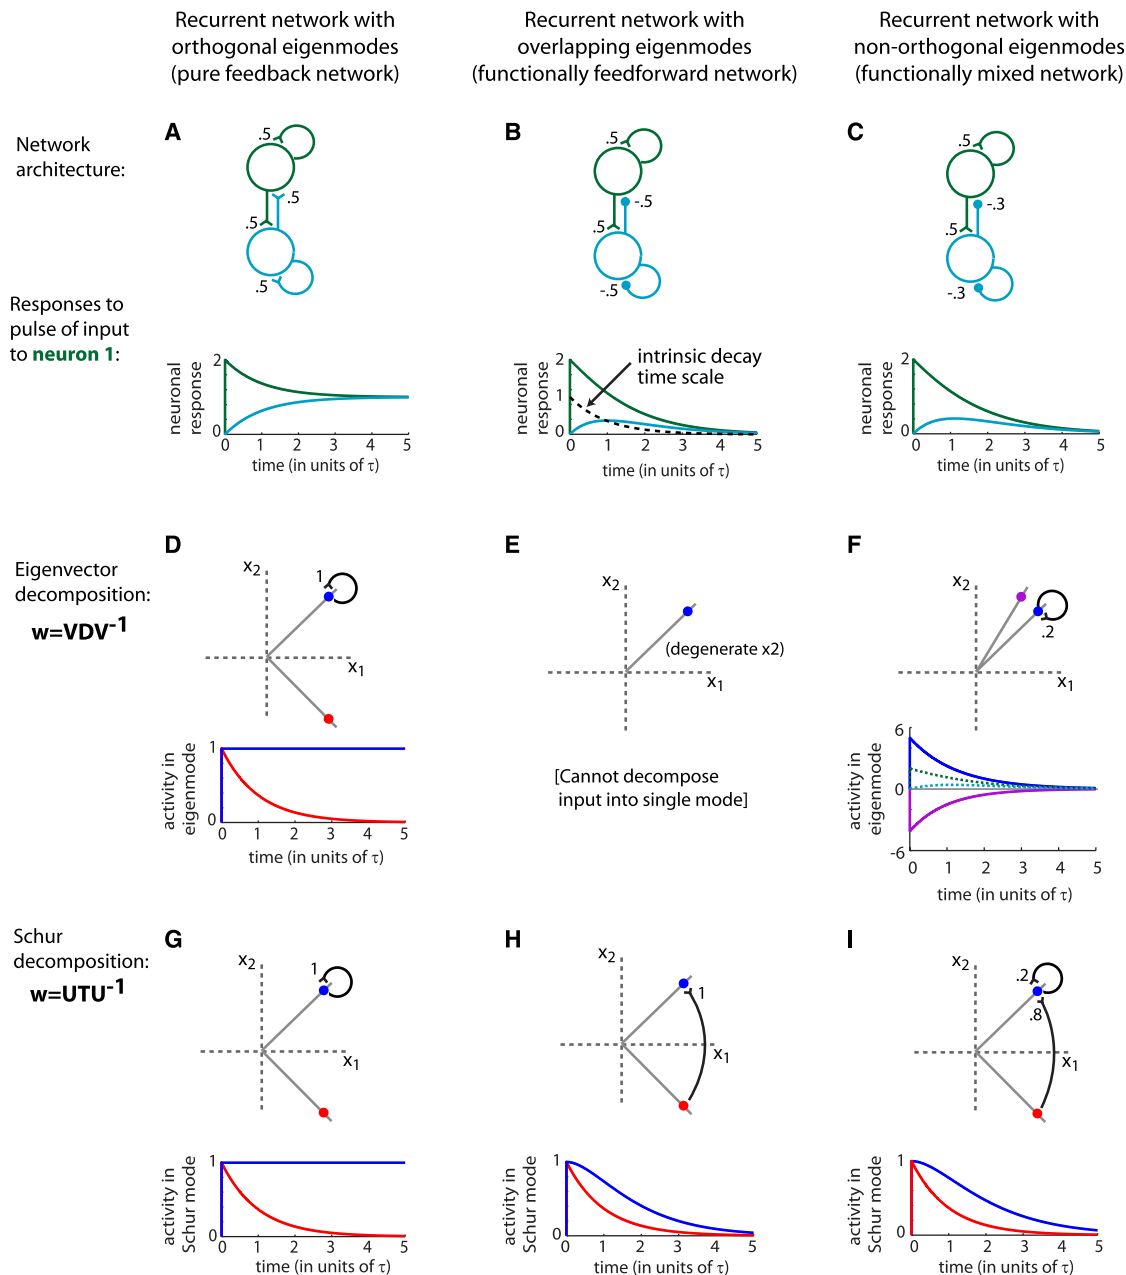 Recurrent network with
orthogonal eigenmodes
(pure feedback network)
Recurrent network with
overlapping eigenmodes
(functionally feedforward network)
Recurrent network with
non-orthogonal eigenmodes
(functionally mixed network)
Network
architecture:
A
.5
.5
.5
.5
B
.5
-.5
.5
-.5
C
.5
-.3
.5
-.3
Responses to
pulse of input
to neuron 1:
neuronal
response
2
0
1 2 3 4 5
time (in units of τ)
neuronal
response
2
1
0
intrinsic decay
time scale
0 1 2 3 4 5
time (in units of τ)
neuronal
response
2
0
0 1 2 3 4 5
time (in units of τ)
Eigenvector
decomposition:
w=VDV-1
D
x2
1
x1
activity in
eigenmode
1
0
0 1 2 3 4 5
time (in units of τ)
E
x2
(degenerate x2)
x1
[Cannot decompose
input into single mode]
F
x2
.2
x1
activity in
eigenmode
6
0
-6
0 1 2 3 4 5
time (in units of τ)
Schur
decomposition:
w=UTU-1
G
x2
1
x1
activity in
Schur mode
1
0
0 1 2 3 4 5
time (in units of τ)
H
x2
1
x1
activity in
Schur mode
1
0
0 1 2 3 4 5
time (in units of τ)
I
x2
.2
.8
x1
activity in
Schur mode
1
0
0 1 2 3 4 5
time (in units of τ)